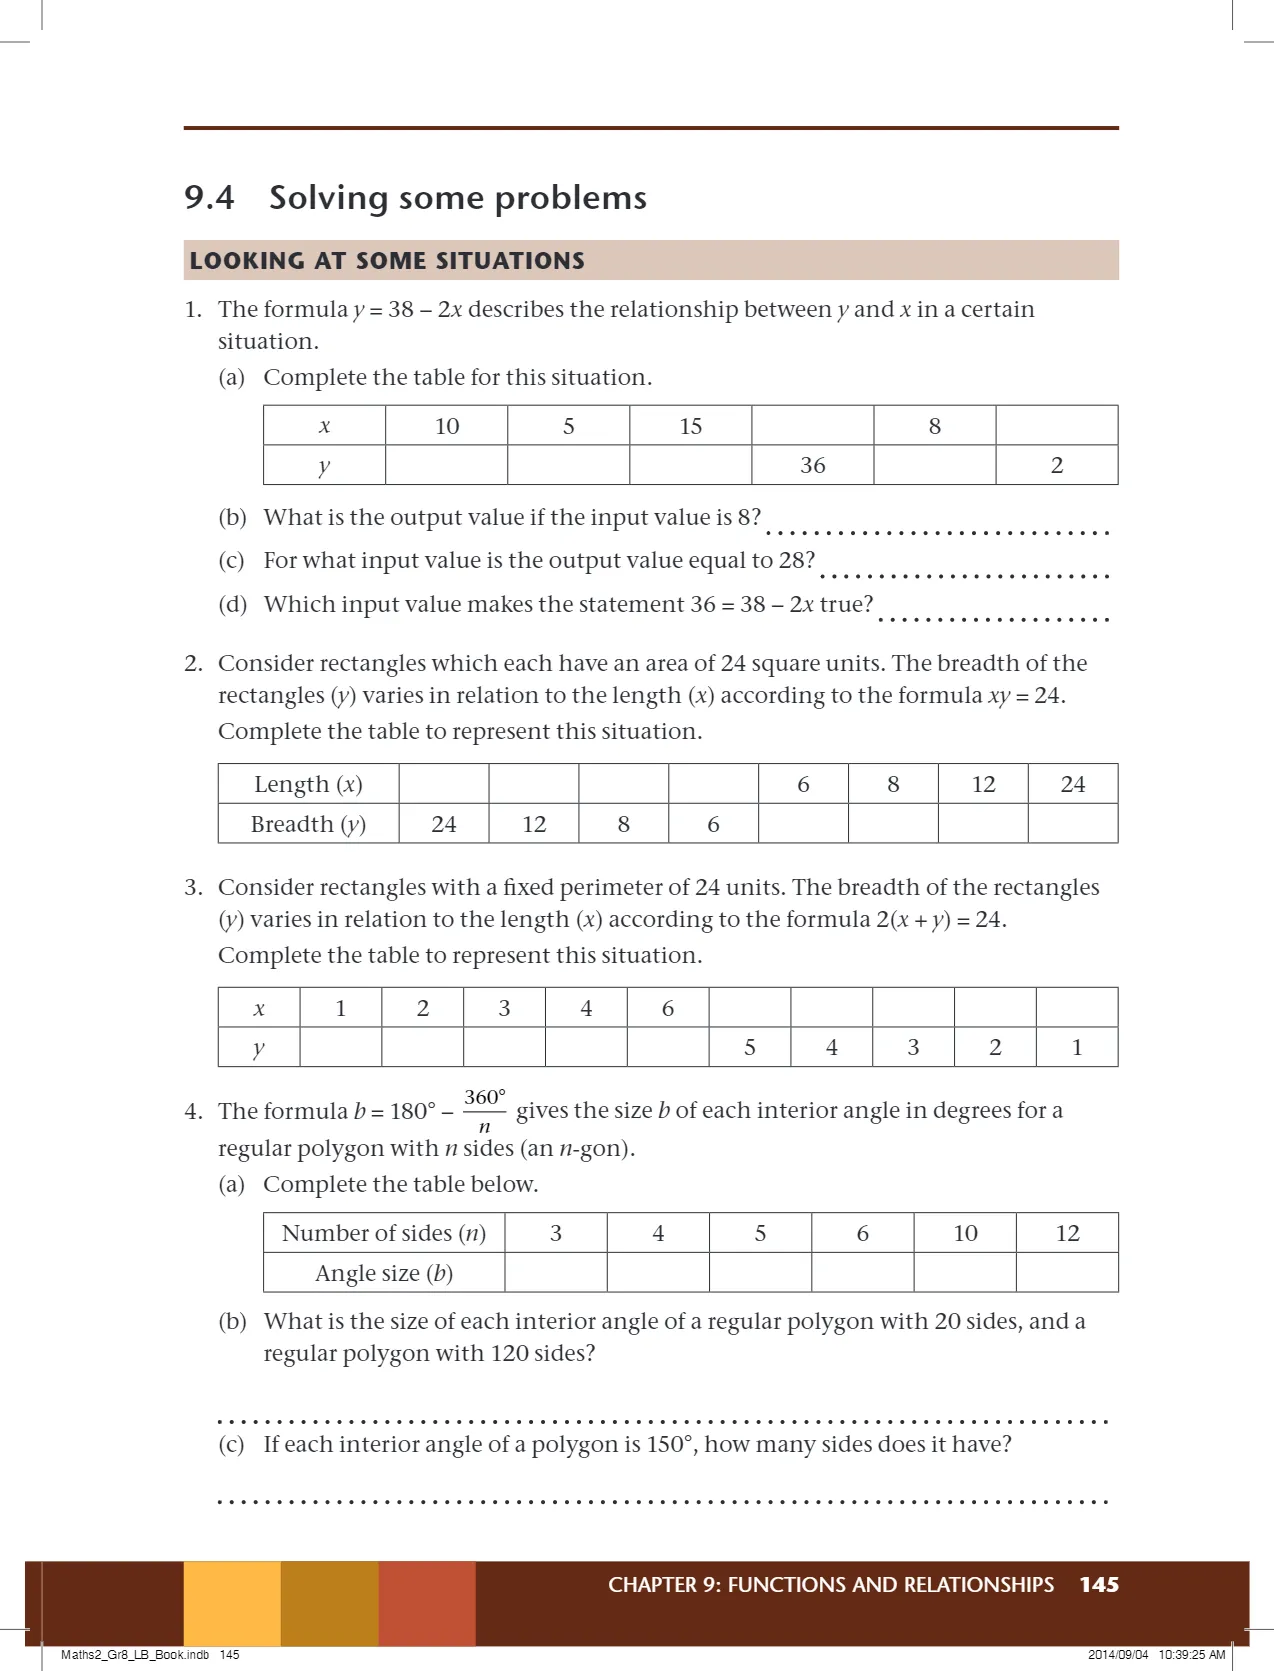 9.4 Solving some problems
LOOKING AT SOME SITUATIONS
1. The formula y = 38 – 2x describes the relationship between y and x in a certain
situation.
(a) Complete the table for this situation.
x 10 5 15 8
y 36 2
(b) What is the output value if the input value is 8?
(c) For what input value is the output value equal to 28?
(d) Which input value makes the statement 36 = 38 – 2x true?
2. Consider rectangles which each have an area of 24 square units. The breadth of the
rectangles (y) varies in relation to the length (x) according to the formula xy = 24.
Complete the table to represent this situation.
Length (x) 6 8 12 24
Breadth (y) 24 12 8 6
3. Consider rectangles with a fixed perimeter of 24 units. The breadth of the rectangles
(y) varies in relation to the length (x) according to the formula 2(x + y) = 24.
Complete the table to represent this situation.
x 1 2 3 4 6
y 5 4 3 2 1
4. The formula b = 180° – 360°/n gives the size b of each interior angle in degrees for a
regular polygon with n sides (an n-gon).
(a) Complete the table below.
Number of sides (n) 3 4 5 6 10 12
Angle size (b)
(b) What is the size of each interior angle of a regular polygon with 20 sides, and a
regular polygon with 120 sides?
(c) If each interior angle of a polygon is 150°, how many sides does it have?
CHAPTER 9: FUNCTIONS AND RELATIONSHIPS 145
Maths2_Gr8_LB_Book.indb 145 2014/09/04 10:39:25 AM